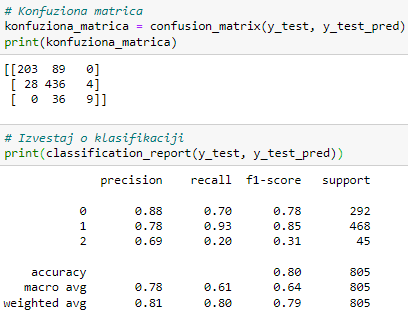 # Konfuziona matrica
konfuziona_matrica = confusion_matrix(y_test, y_test_pred)
print(konfuziona_matrica)
[[203  89   0]
 [ 28 436   4]
 [  0  36   9]]
# Izvestaj o klasifikaciji
print(classification_report(y_test, y_test_pred))
precision    recall  f1-score   support
0       0.88      0.70      0.78       292
1       0.78      0.93      0.85       468
2       0.69      0.20      0.31        45
accuracy                           0.80       805
macro avg       0.78      0.61      0.64       805
weighted avg       0.81      0.80      0.79       805